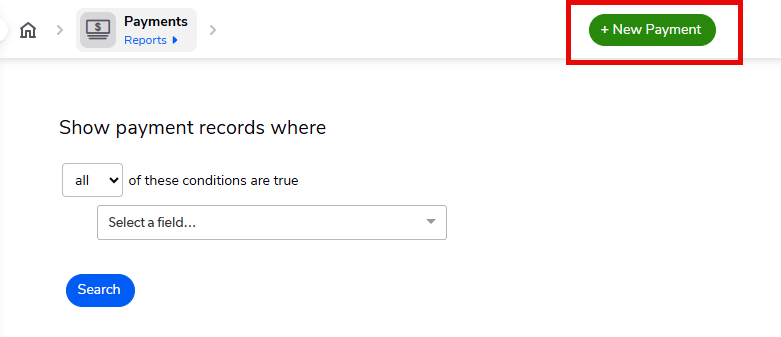 Payments
Reports
+ New Payment
Show payment records where
all of these conditions are true
Select a field...
Search